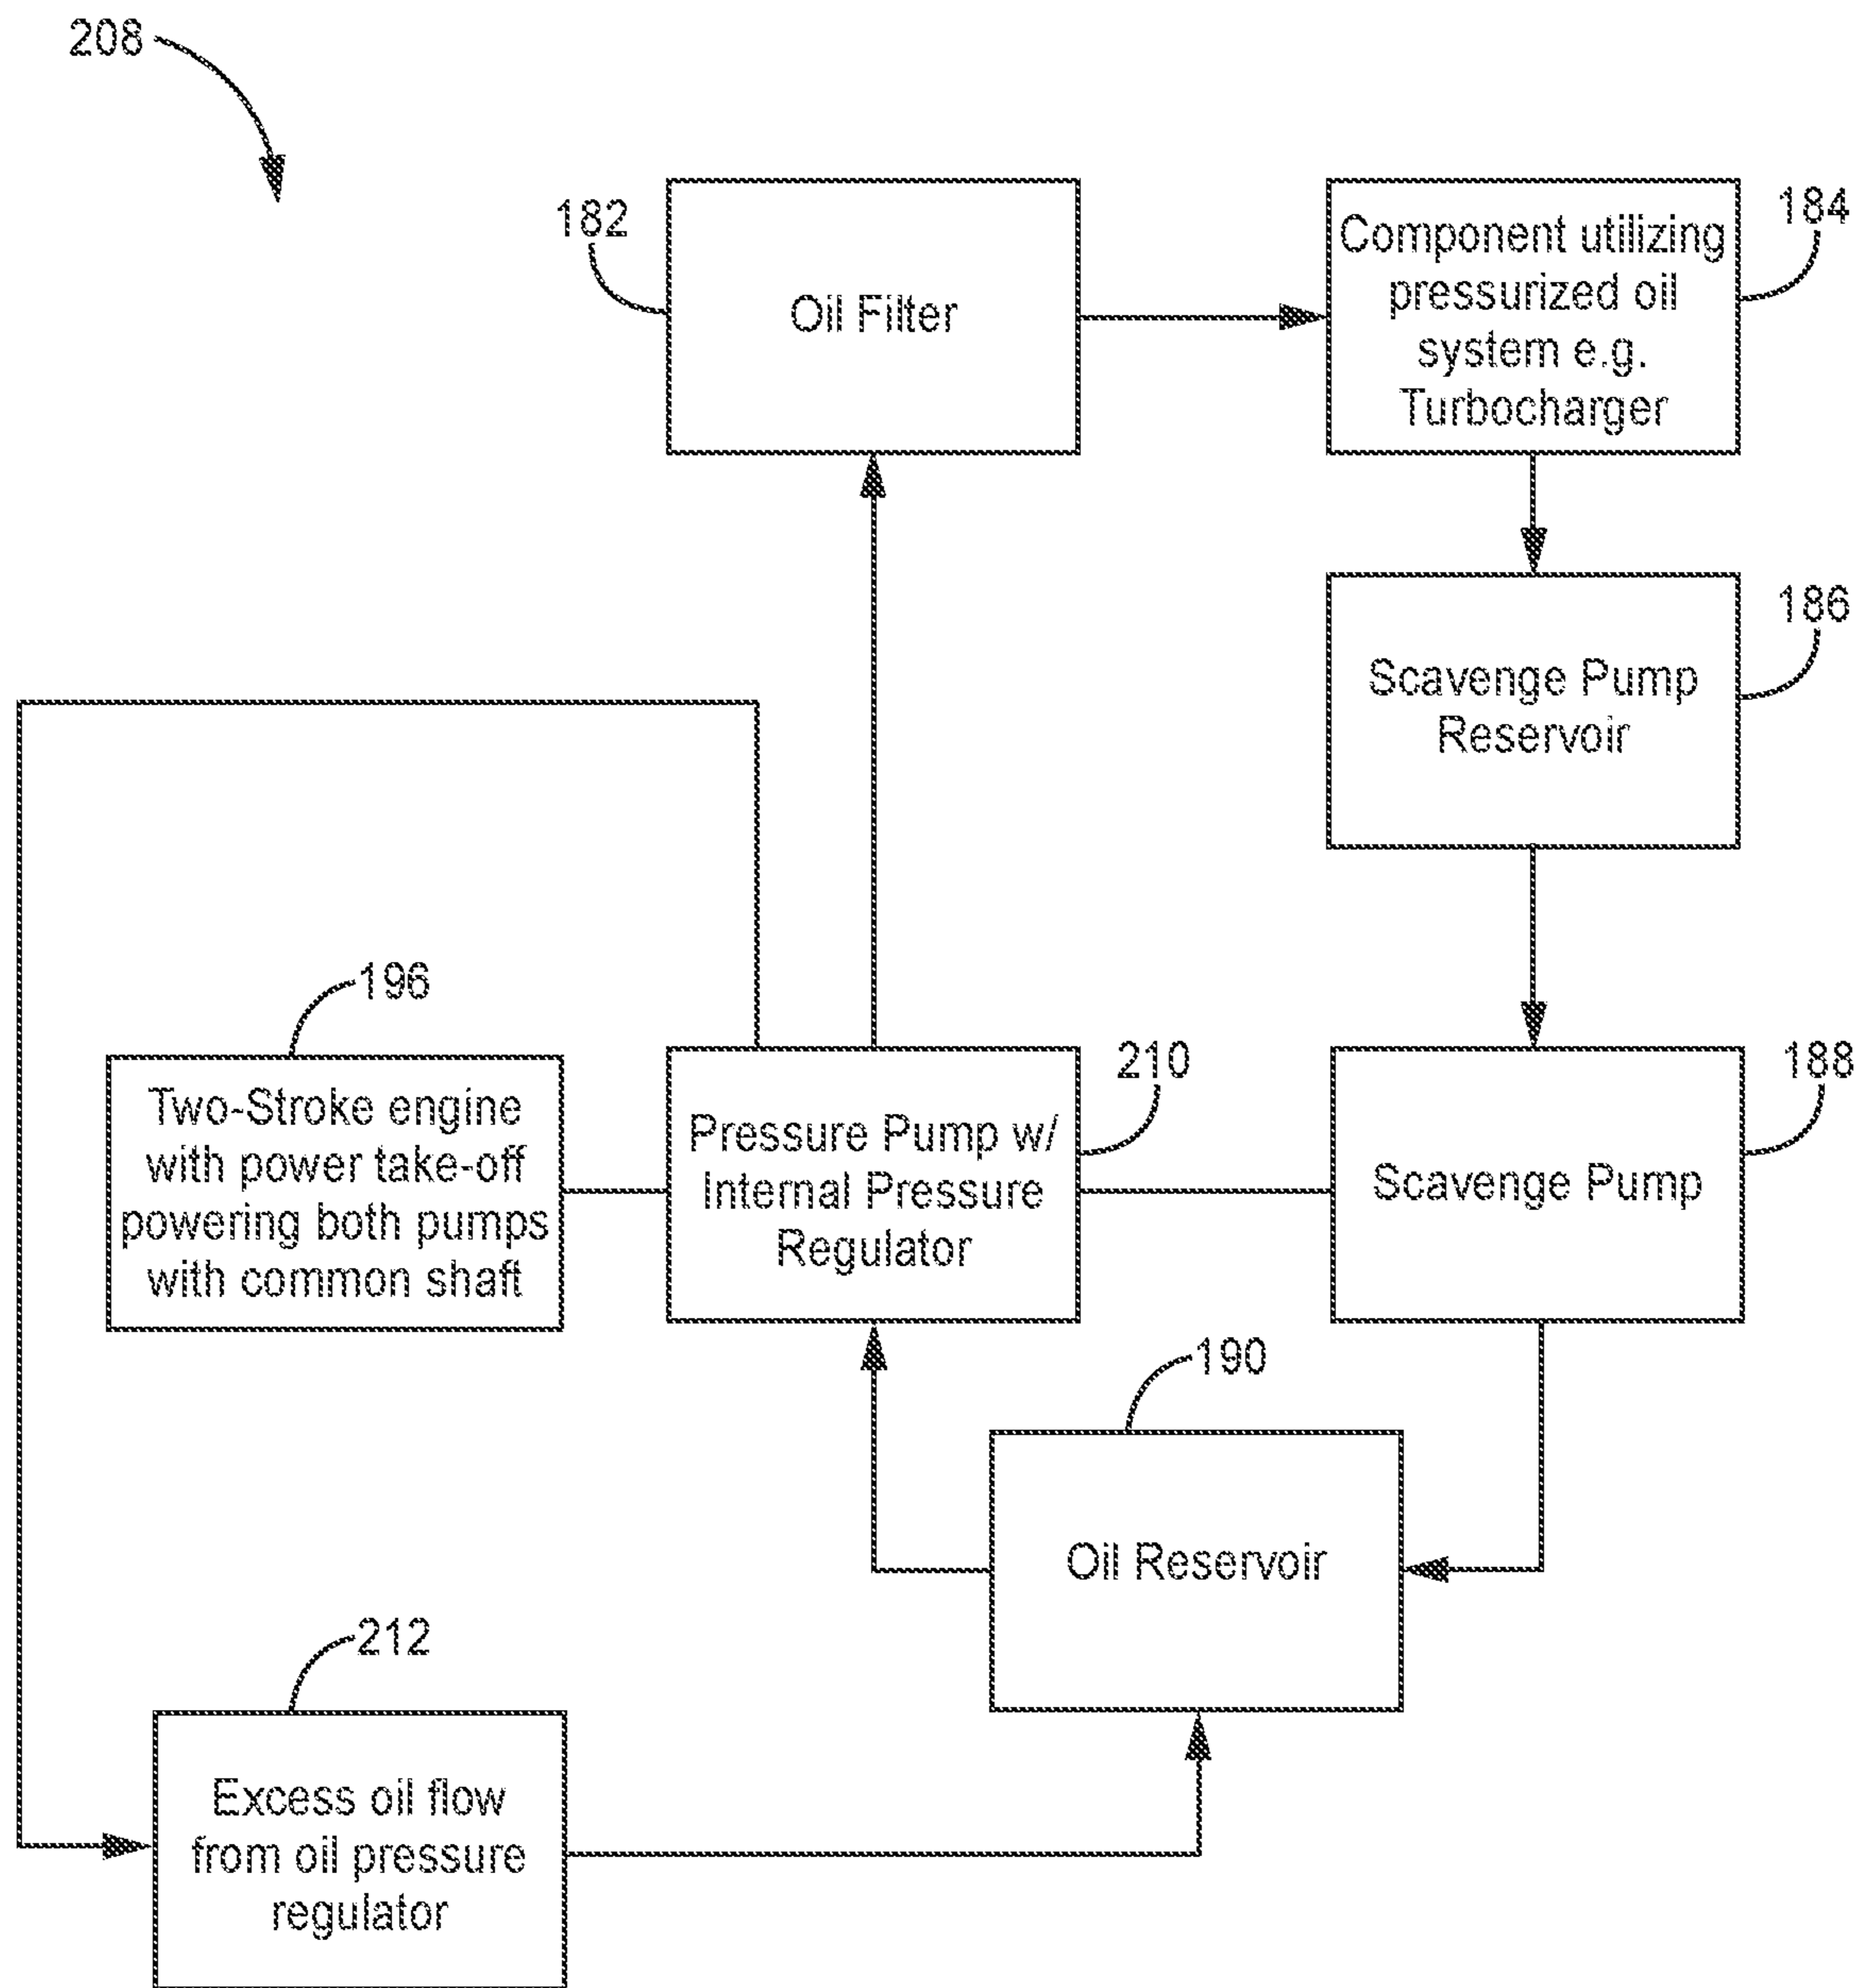 208
182
Oil Filter
184
Component utilizing
pressurized oil
system e.g.
Turbocharger
186
Scavenge Pump
Reservoir
196
Two-Stroke engine
with power take-off
powering both pumps
with common shaft
210
Pressure Pump w/
Internal Pressure
Regulator
188
Scavenge Pump
190
Oil Reservoir
212
Excess oil flow
from oil pressure
regulator